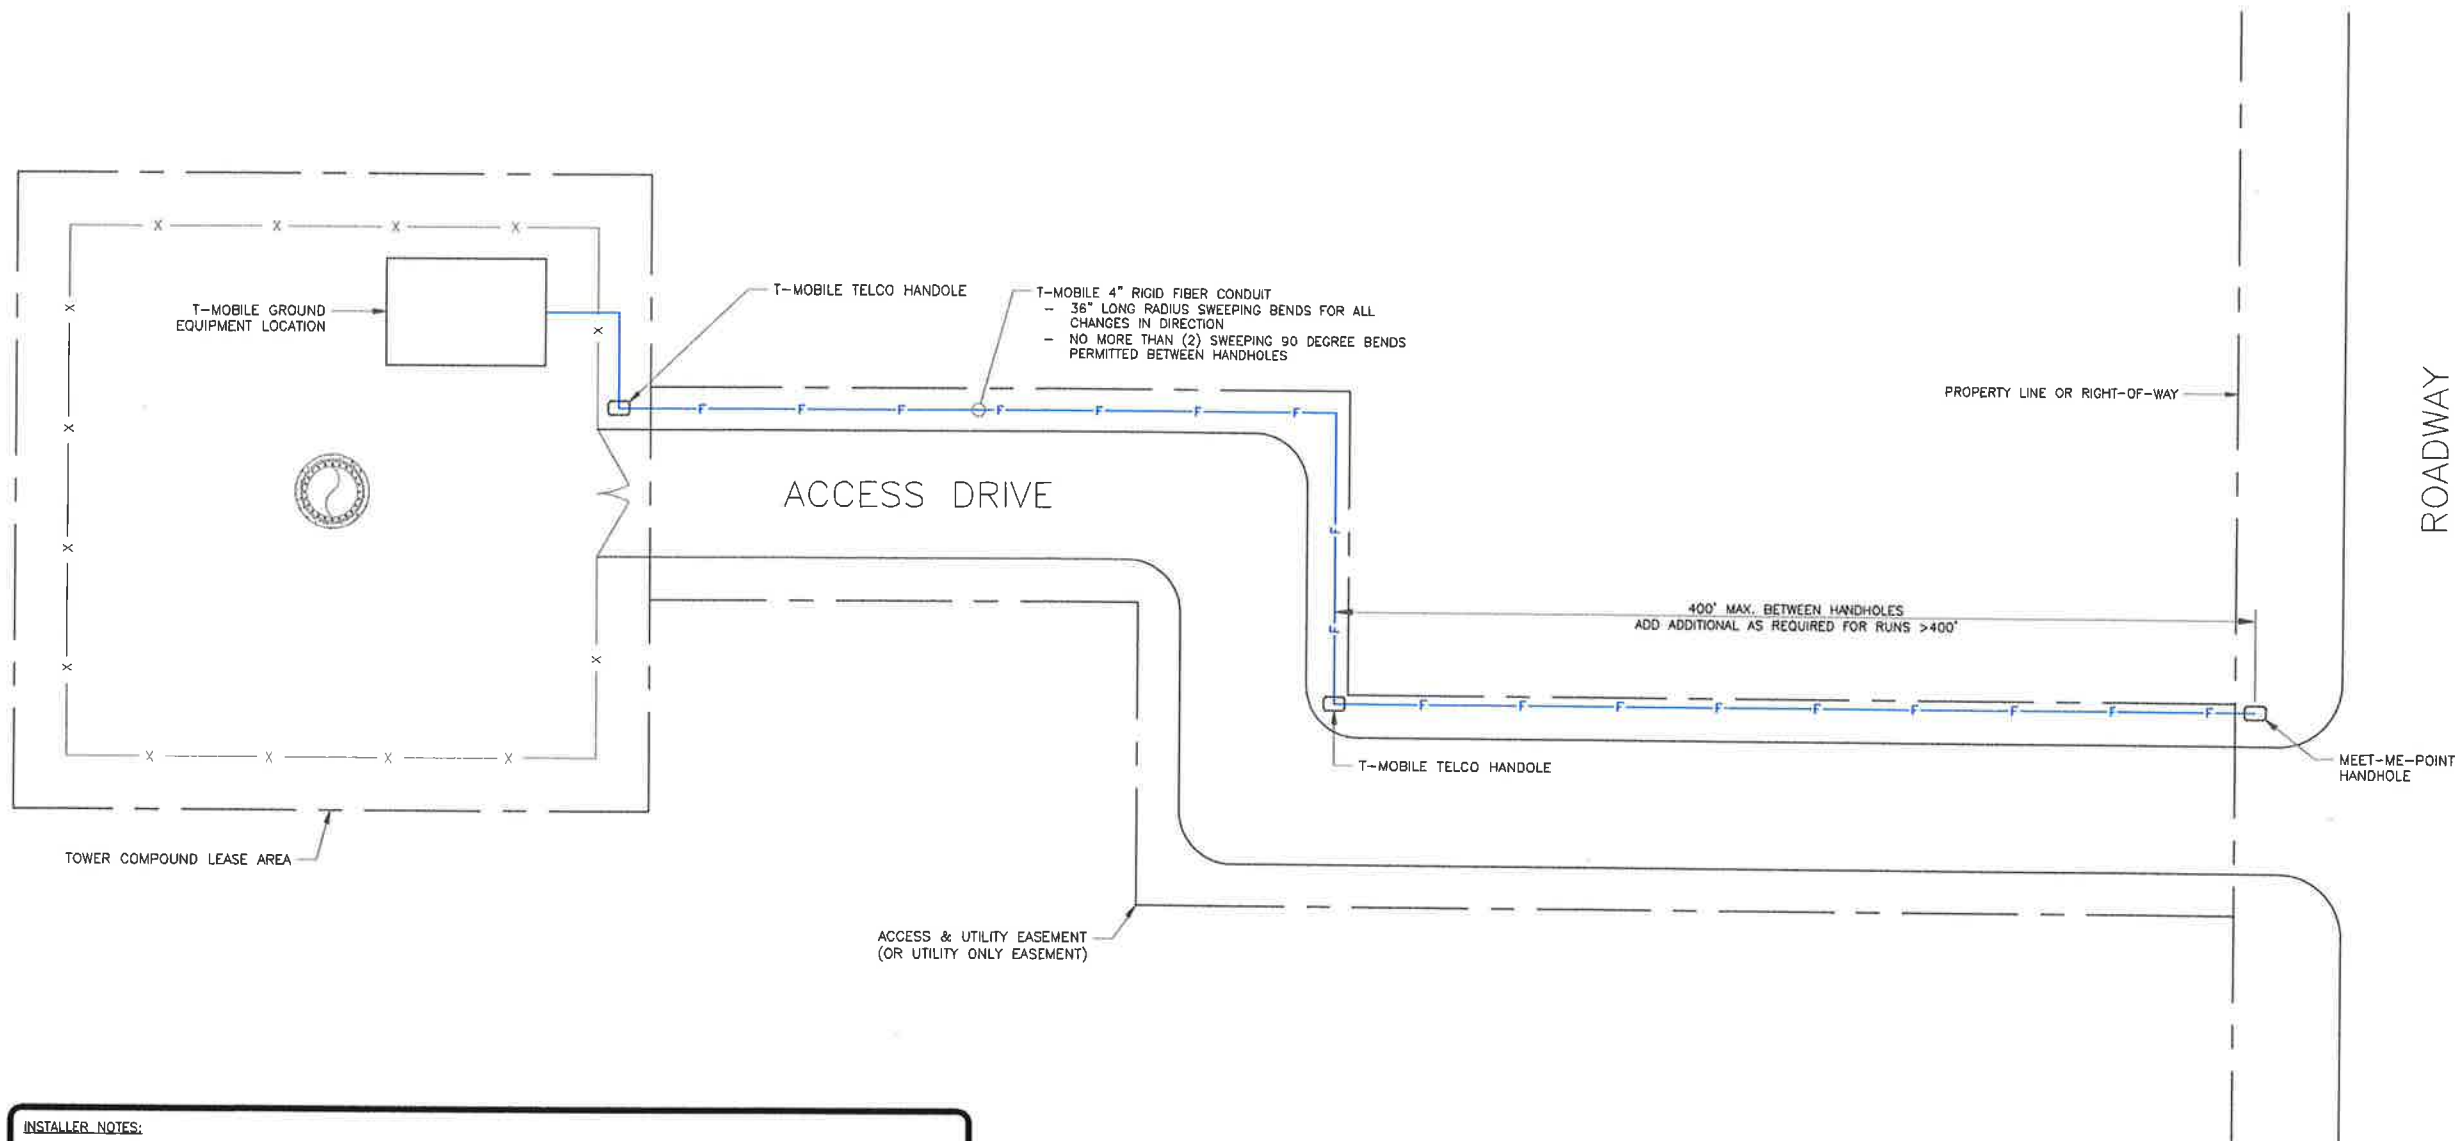 T-MOBILE GROUND
EQUIPMENT LOCATION
T-MOBILE TELCO HANDOLE
T-MOBILE 4" RIGID FIBER CONDUIT
- 36" LONG RADIUS SWEEPING BENDS FOR ALL
CHANGES IN DIRECTION
- NO MORE THAN (2) SWEEPING 90 DEGREE BENDS
PERMITTED BETWEEN HANDHOLES
PROPERTY LINE OR RIGHT-OF-WAY
ROADWAY
ACCESS DRIVE
400' MAX. BETWEEN HANDHOLES
ADD ADDITIONAL AS REQUIRED FOR RUNS >400'
T-MOBILE TELCO HANDOLE
MEET-ME-POINT
HANDHOLE
TOWER COMPOUND LEASE AREA
ACCESS & UTILITY EASEMENT
(OR UTILITY ONLY EASEMENT)
INSTALLER NOTES: